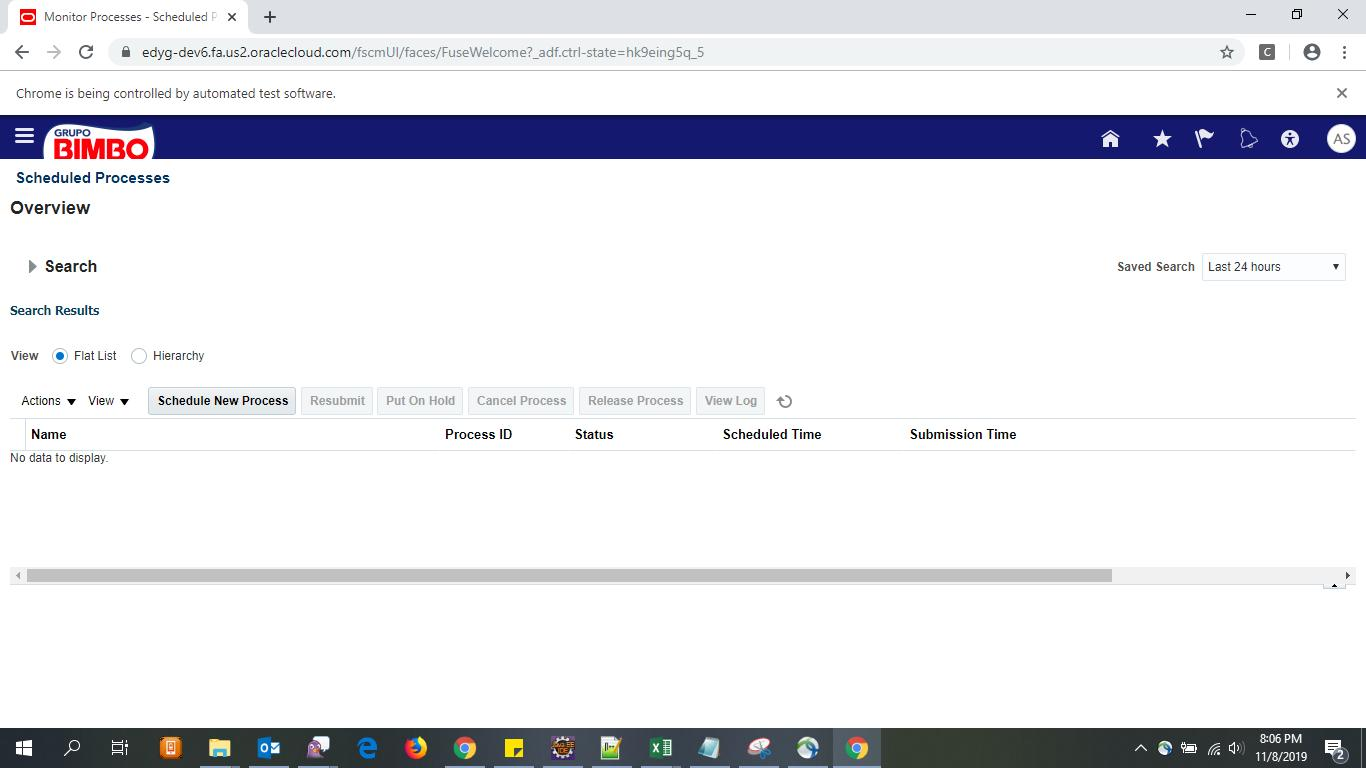 Monitor Processes - Scheduled P
edyg-dev6.fa.us2.oraclecloud.com/fscmUI/faces/FuseWelcome?_adf.ctrl-state=hk9eing5q_5
C
Chrome is being controlled by automated test software.
GRUPO
BIMBO
AS
Scheduled Processes
Overview
Search
Saved Search Last 24 hours
Search Results
View Flat List Hierarchy
Actions View Schedule New Process Resubmit Put On Hold Cancel Process Release Process View Log
Name Process ID Status Scheduled Time Submission Time
No data to display.
8:06 PM
11/8/2019
2